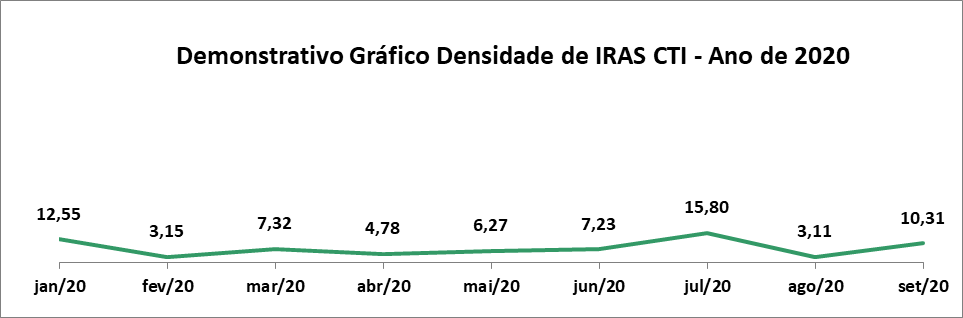 Demonstrativo Gráfico Densidade de IRAS CTI - Ano de 2020
12,55 3,15 7,32 4,78 6,27 7,23 15,80 3,11 10,31
jan/20 fev/20 mar/20 abr/20 mai/20 jun/20 jul/20 ago/20 set/20